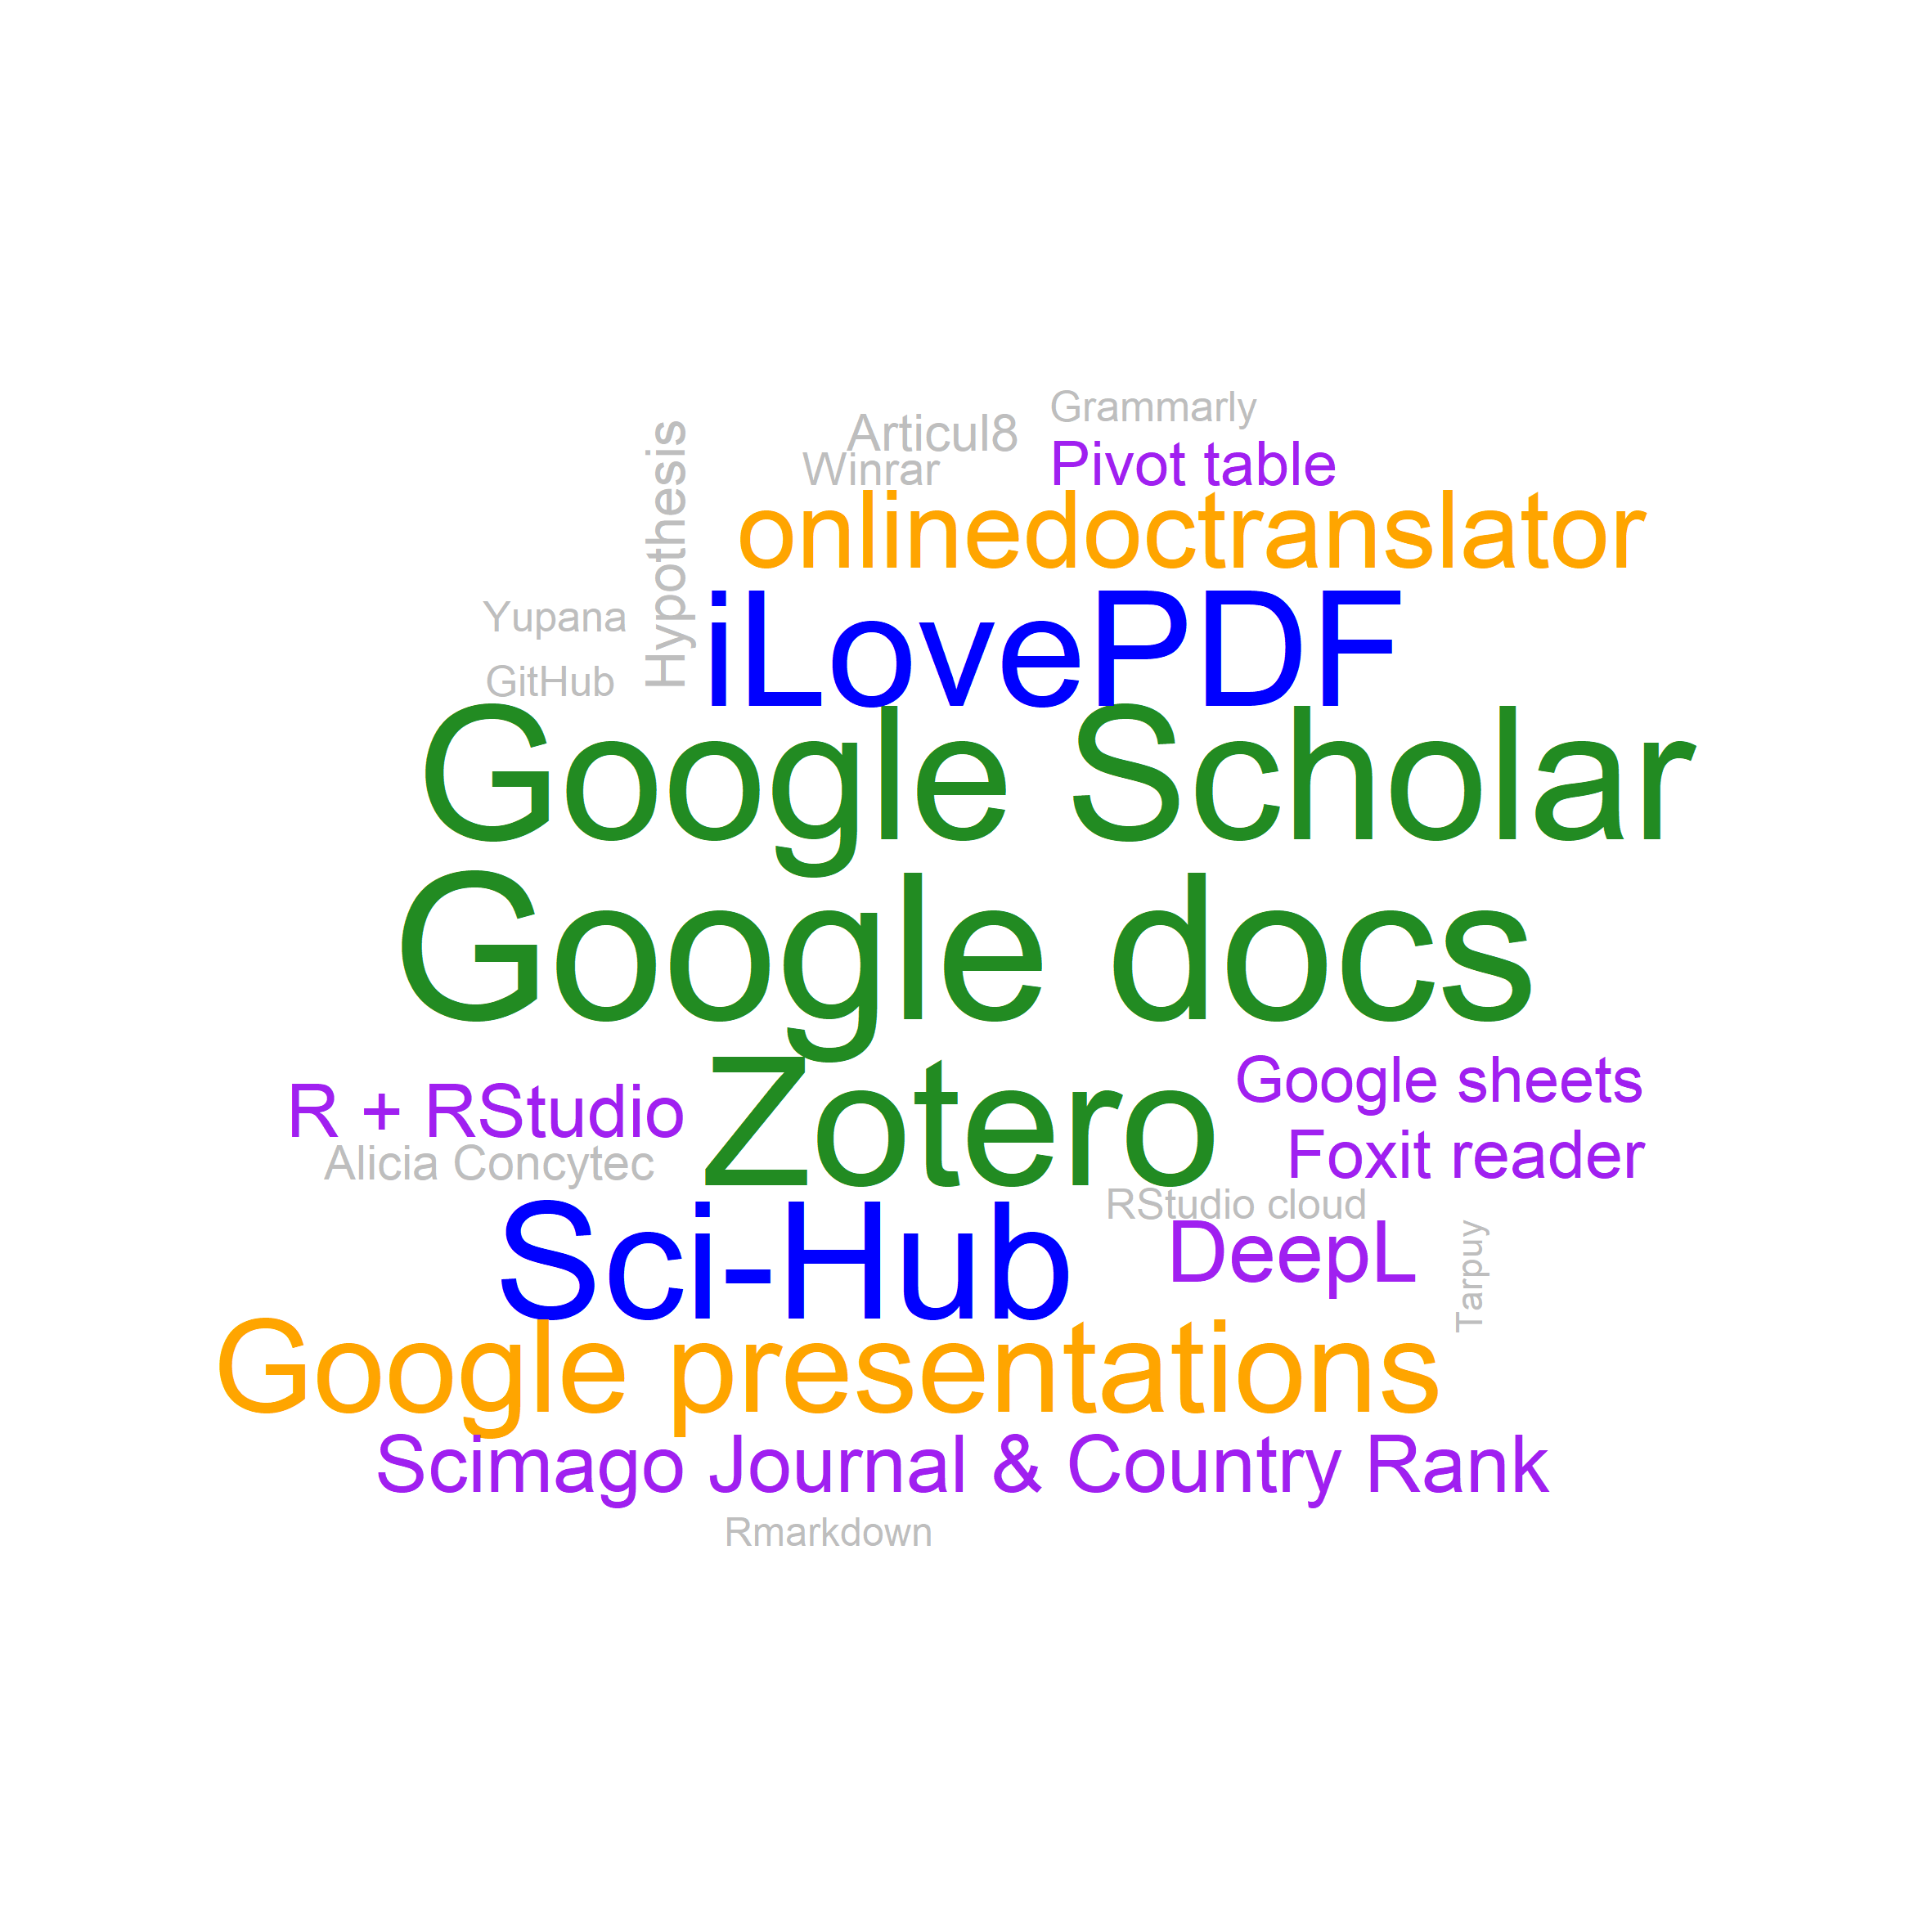 Grammarly
Articul8
Winrar
Pivot table
Hypothesis
onlinedoctranslator
Yupana
iLovePDF
GitHub
Google Scholar
Google docs
Zotero
Google sheets
R + RStudio
Foxit reader
Alicia Concytec
RStudio cloud
Sci-Hub
DeepL
Tarpuy
Google presentations
Scimago Journal & Country Rank
Rmarkdown